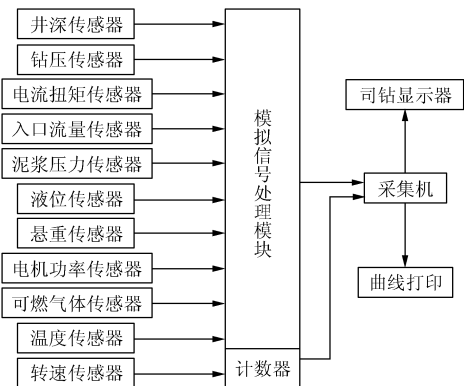 井深传感器
钻压传感器
电流扭矩传感器
入口流量传感器
泥浆压力传感器
液位传感器
悬重传感器
电机功率传感器
可燃气体传感器
温度传感器
转速传感器
模拟信号处理模块
计数器
司钻显示器
采集机
曲线打印